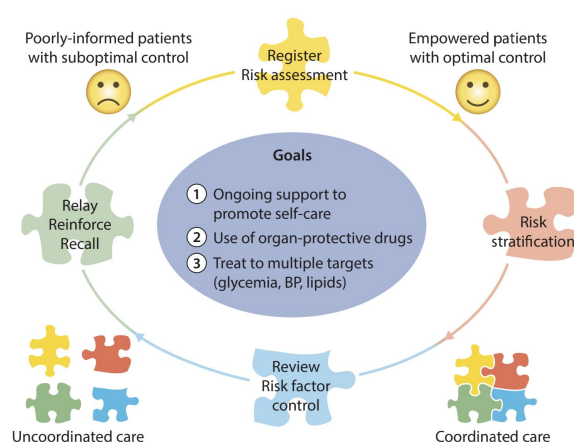 Poorly-informed patients
with suboptimal control
Register
Risk assessment
Empowered patients
with optimal control
Goals
1 Ongoing support to
promote self-care
2 Use of organ-protective drugs
3 Treat to multiple targets
(glycemia, BP, lipids)
Relay
Reinforce
Recall
Risk
stratification
Review
Risk factor
control
Uncoordinated care
Coordinated care